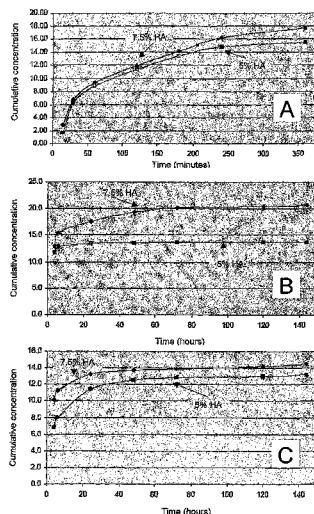 Cumulative concentration
20.00
18.00
16.00
14.00
12.00
10.00
8.00
6.00
4.00
2.00
0.00
7.5% HA
5% HA
A
0 50 100 150 200 250 300 350
Time (minutes)
Cumulative concentration
25.0
20.0
15.0
10.0
5.0
0.0
7.5% HA
5% HA
B
0 20 40 60 80 100 120 140
Time (hours)
Cumulative concentration
16.0
14.0
12.0
10.0
8.0
6.0
4.0
2.0
0.0
7.5% HA
5% HA
C
0 20 40 60 80 100 120 140
Time (hours)